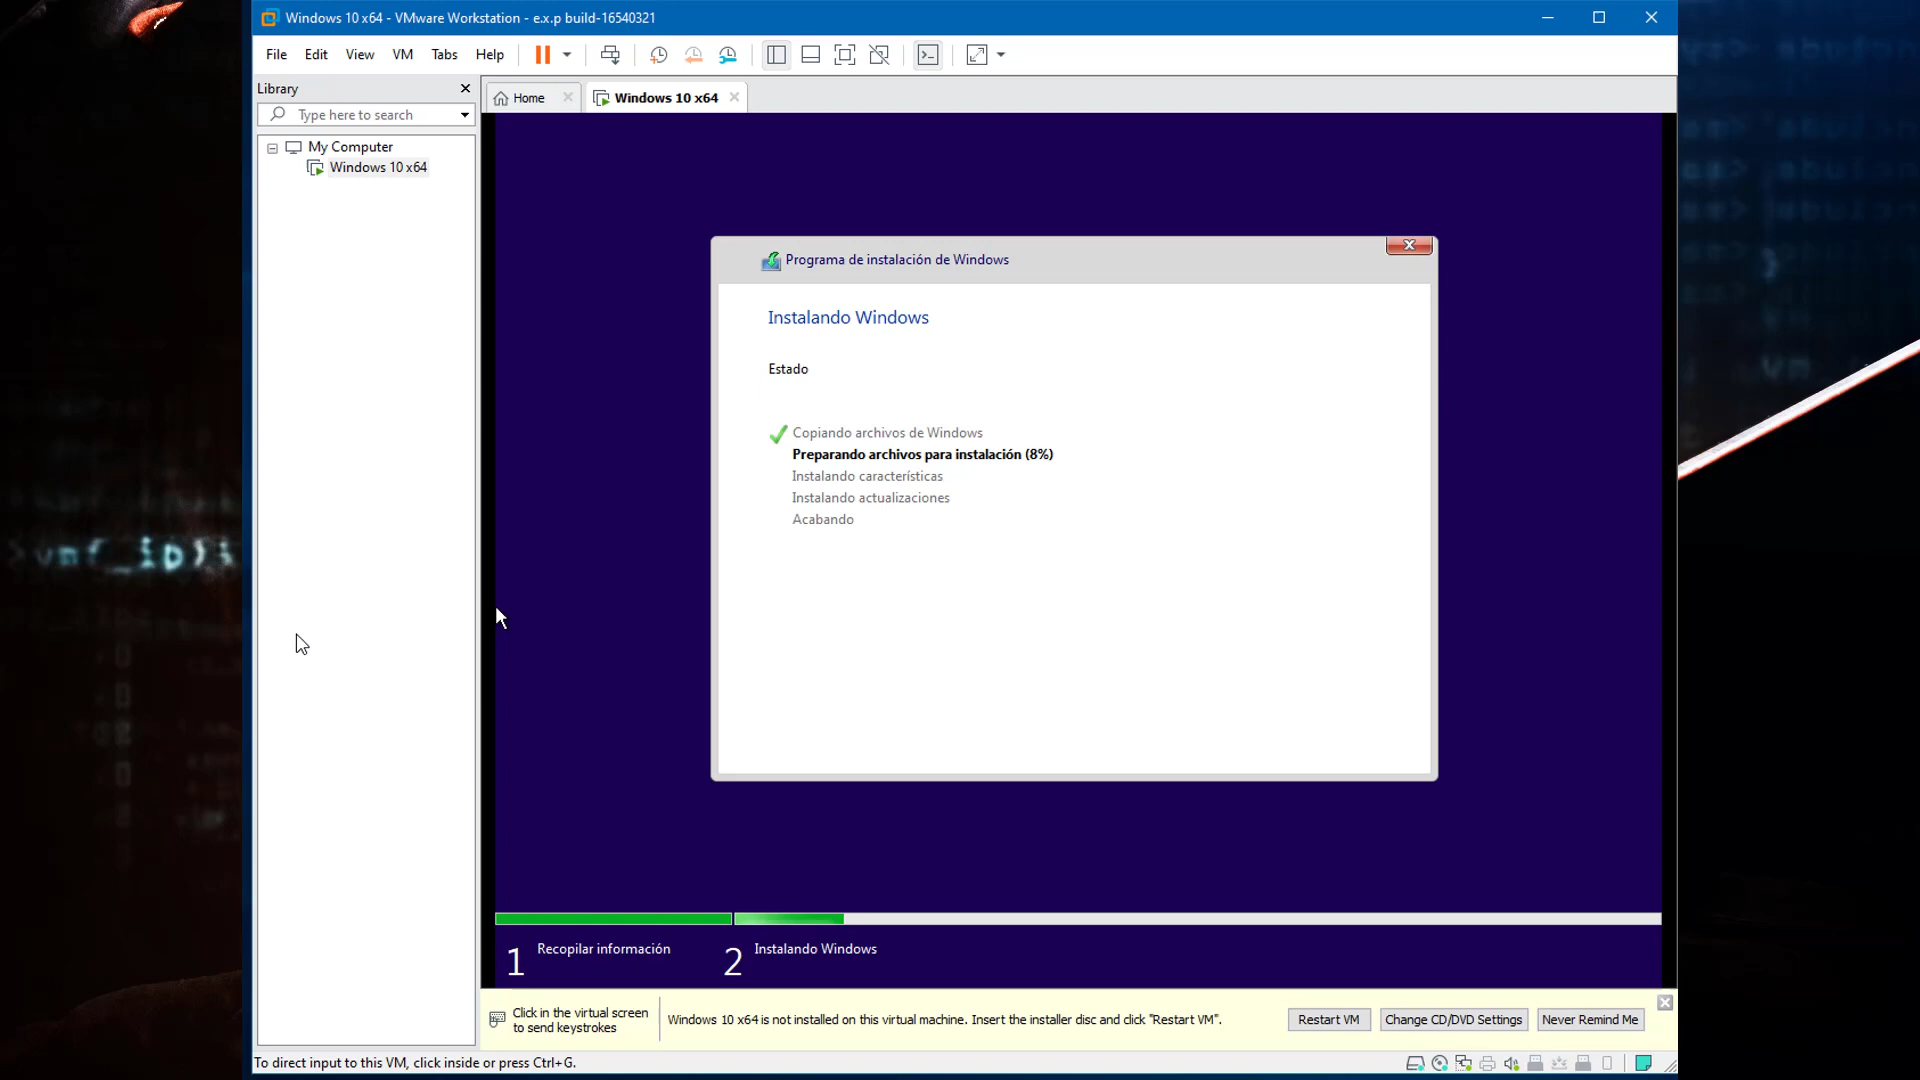 Windows 10 x64 - VMware Workstation - e.x.p build-16540321
File Edit View VM Tabs Help
Library
Type here to search
My Computer
Windows 10 x64
Home
Windows 10 x64
Programa de instalación de Windows
Instalando Windows
Estado
Copiando archivos de Windows
Preparando archivos para instalación (8%)
Instalando características
Instalando actualizaciones
Acabando
1 Recopilar información
2 Instalando Windows
Click in the virtual screen
to send keystrokes
Windows 10 x64 is not installed on this virtual machine. Insert the installer disc and click "Restart VM".
Restart VM
Change CD/DVD Settings
Never Remind Me
To direct input to this VM, click inside or press Ctrl+G.